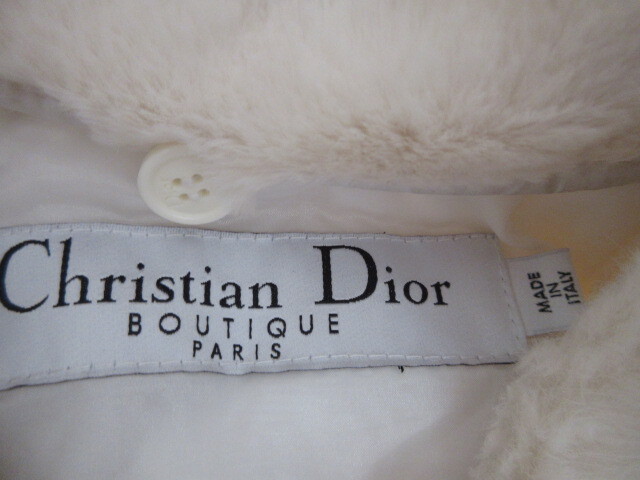 Christian Dior
BOUTIQUE
PARIS
MADE
IN
ITALY